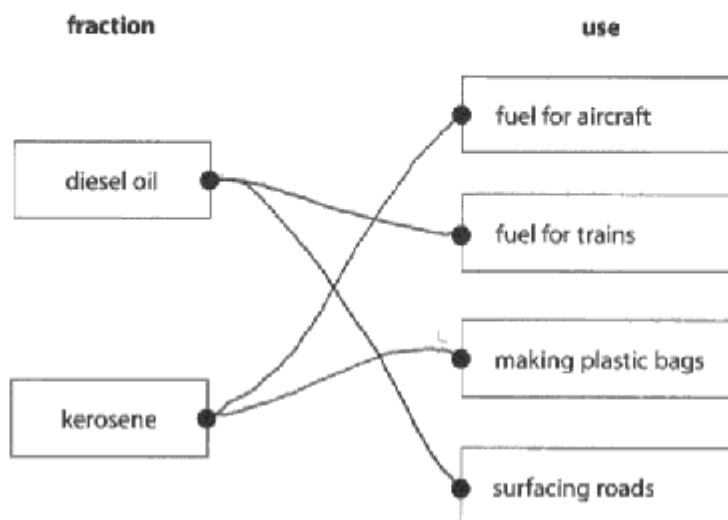 fraction
use
fuel for aircraft
diesel oil
fuel for trains
making plastic bags
kerosene
surfacing roads